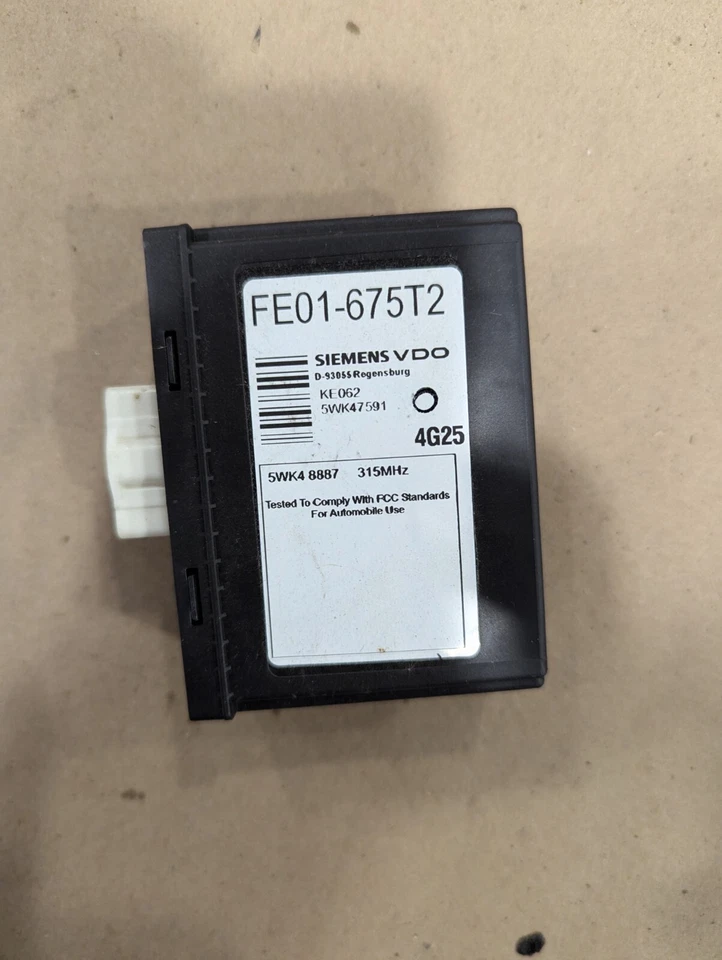 FE01-675T2
SIEMENS VDO
D-93055 Regensburg
KE062
5WK47591
4G25
5WK4 8887 315MHz
Tested To Comply With FCC Standards
For Automobile Use